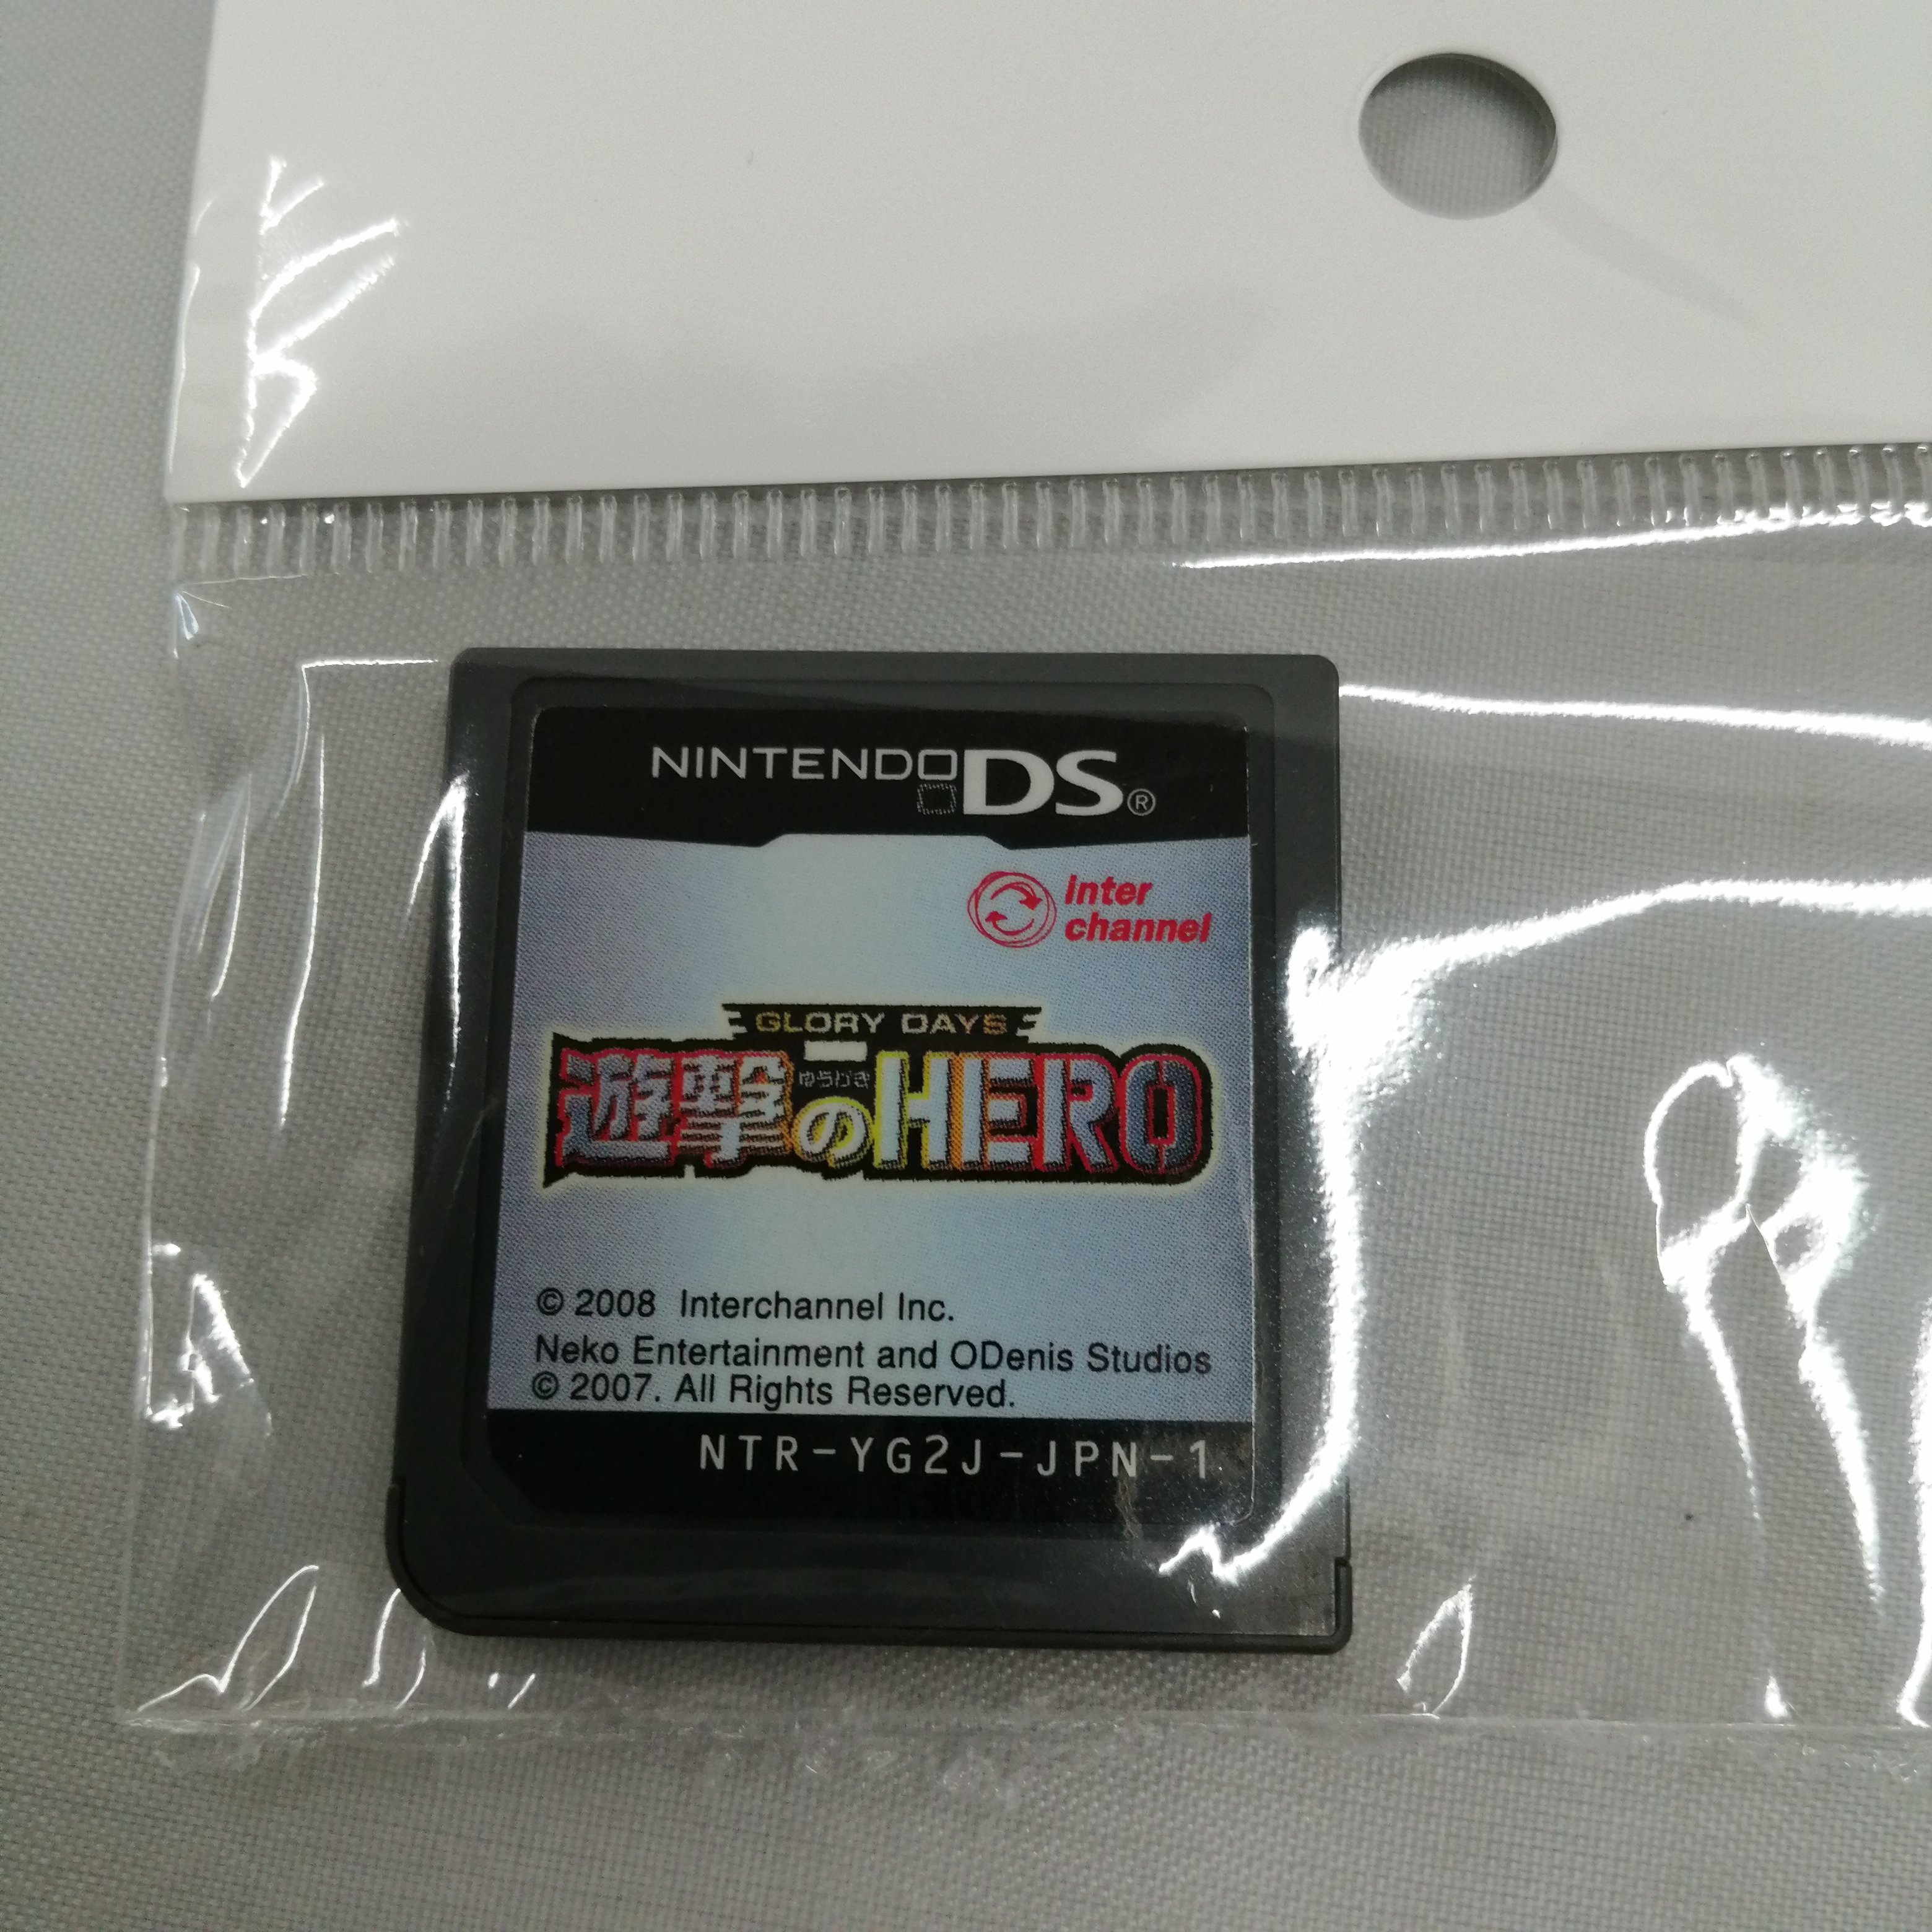 NINTENDO DS®
inter
channel
GLORY DAYS
ゆうげき
遊撃のHERO
© 2008 Interchannel Inc.
Neko Entertainment and ODenis Studios
© 2007. All Rights Reserved.
NTR-YG2J-JPN-1